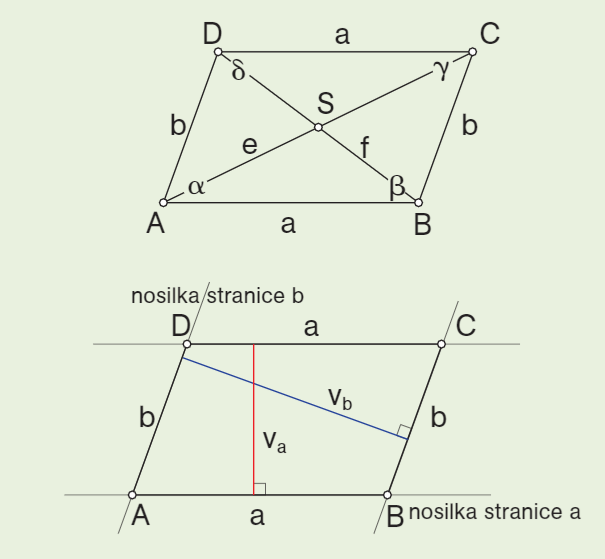 D a C
δ γ
S
b e f b
α β
A a B
nosilka stranice b
D a C
b v_b b
v_a
A a B nosilka stranice a